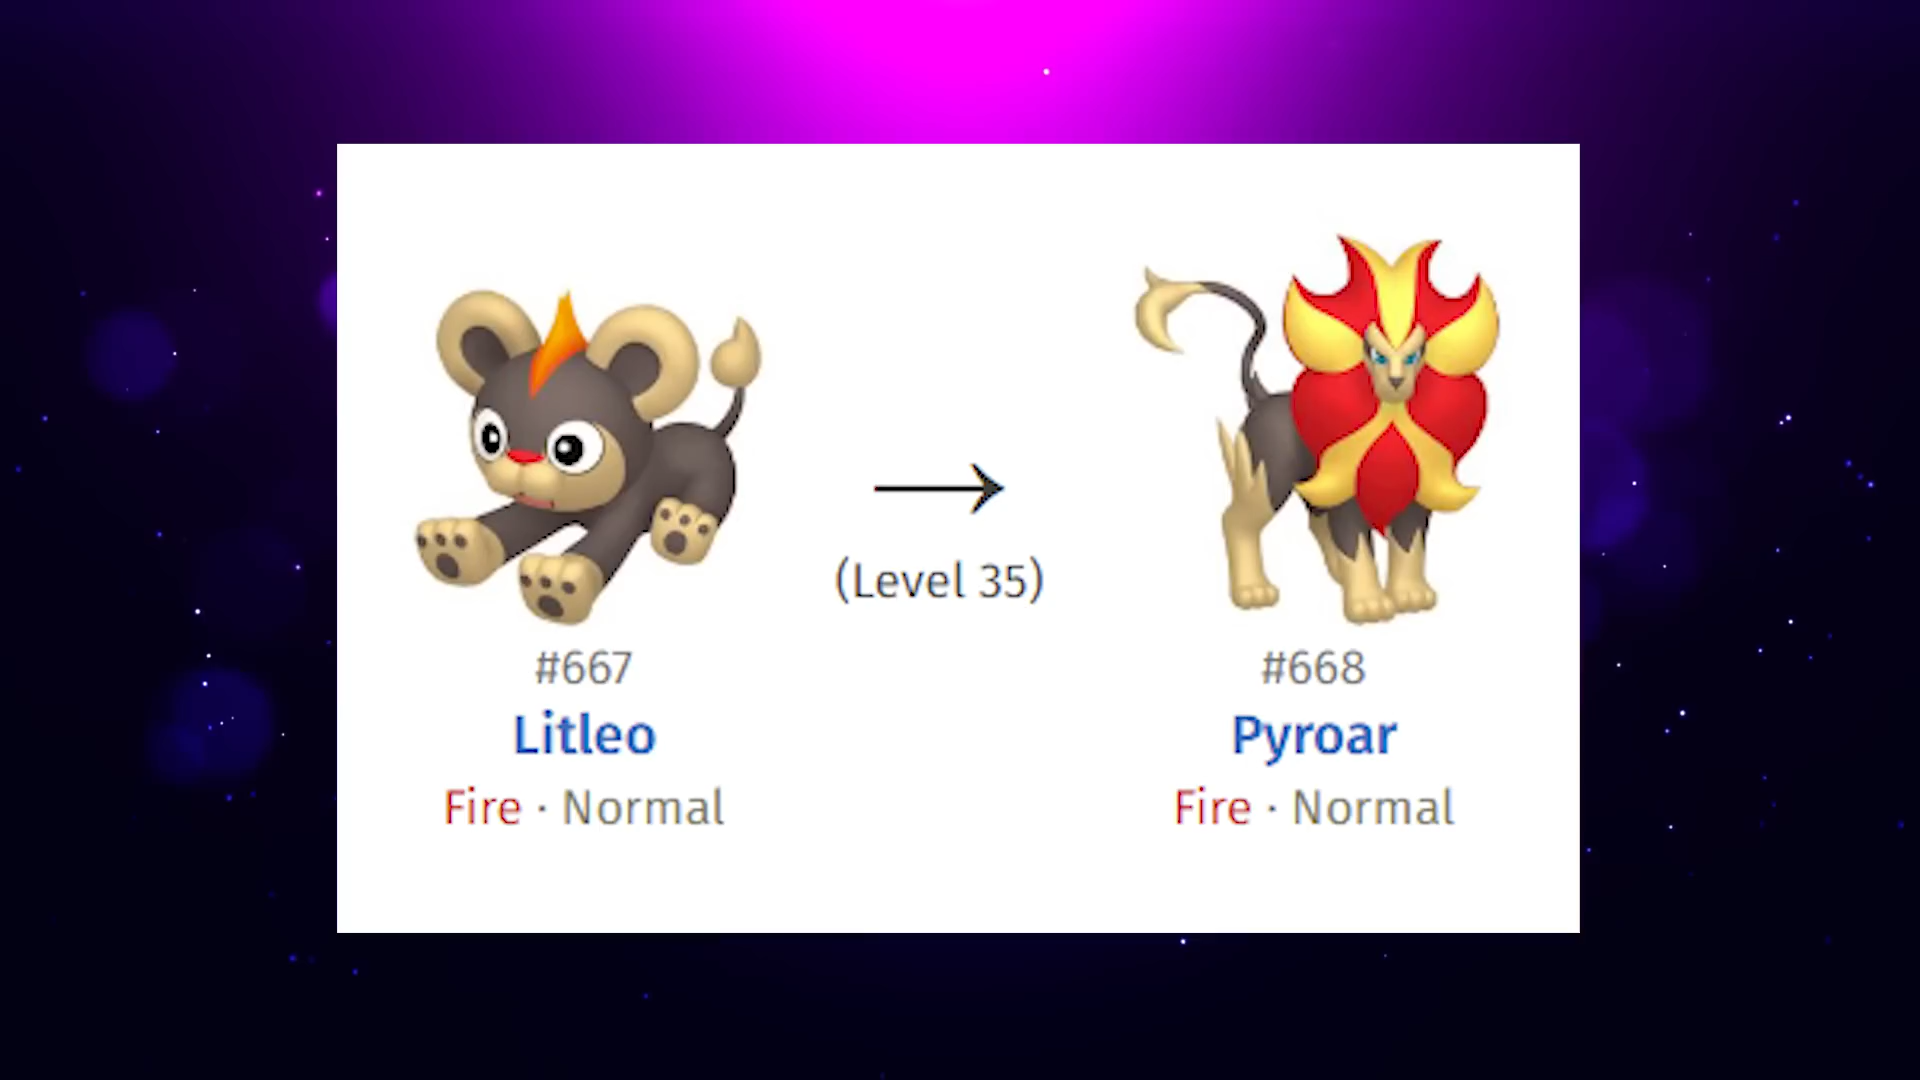 (Level 35)
#667
Litleo
Fire · Normal
#668
Pyroar
Fire · Normal